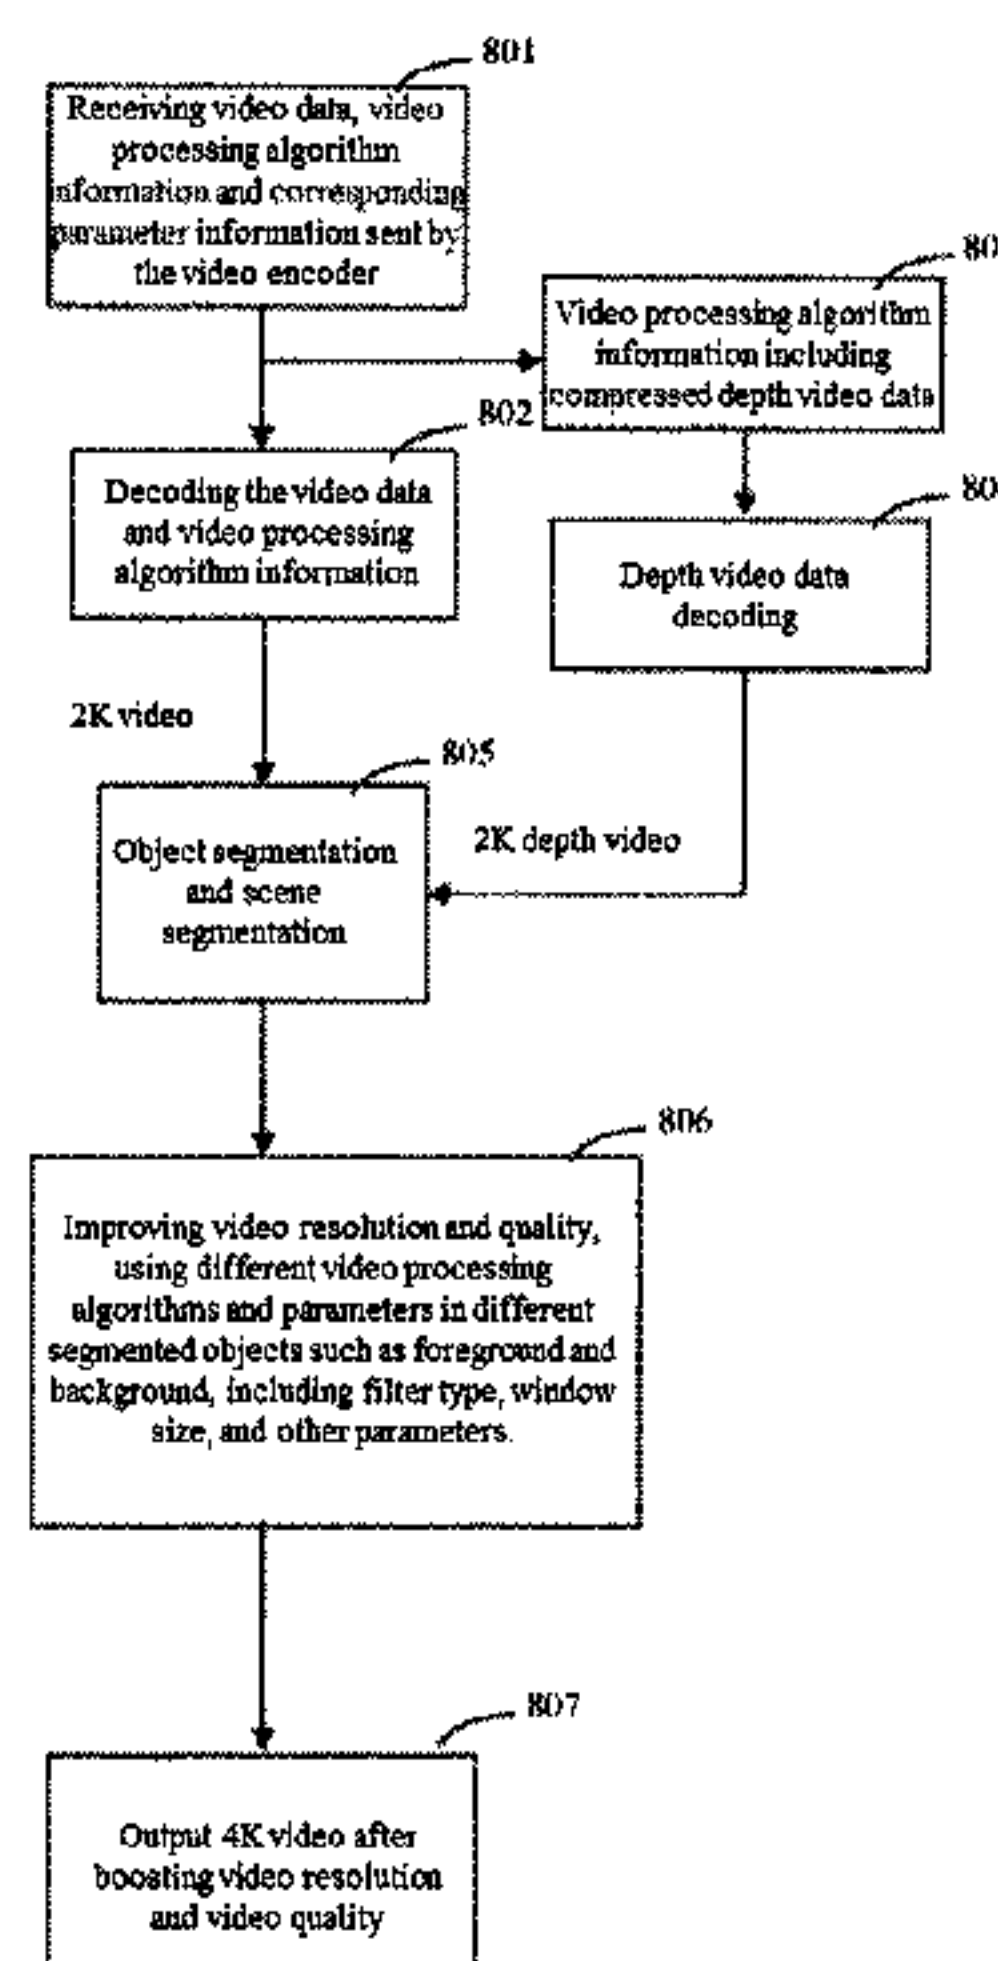 801
Receiving video data, video
processing algorithm
information and corresponding
parameter information sent by
the video encoder
80
Video processing algorithm
information including
compressed depth video data
802
Decoding the video data
and video processing
algorithm information
80
Depth video data
decoding
2K video
805
Object segmentation
and scene
segmentation
2K depth video
806
Improving video resolution and quality,
using different video processing
algorithms and parameters in different
segmented objects such as foreground and
background, including filter type, window
size, and other parameters.
807
Output 4K video after
boosting video resolution
and video quality